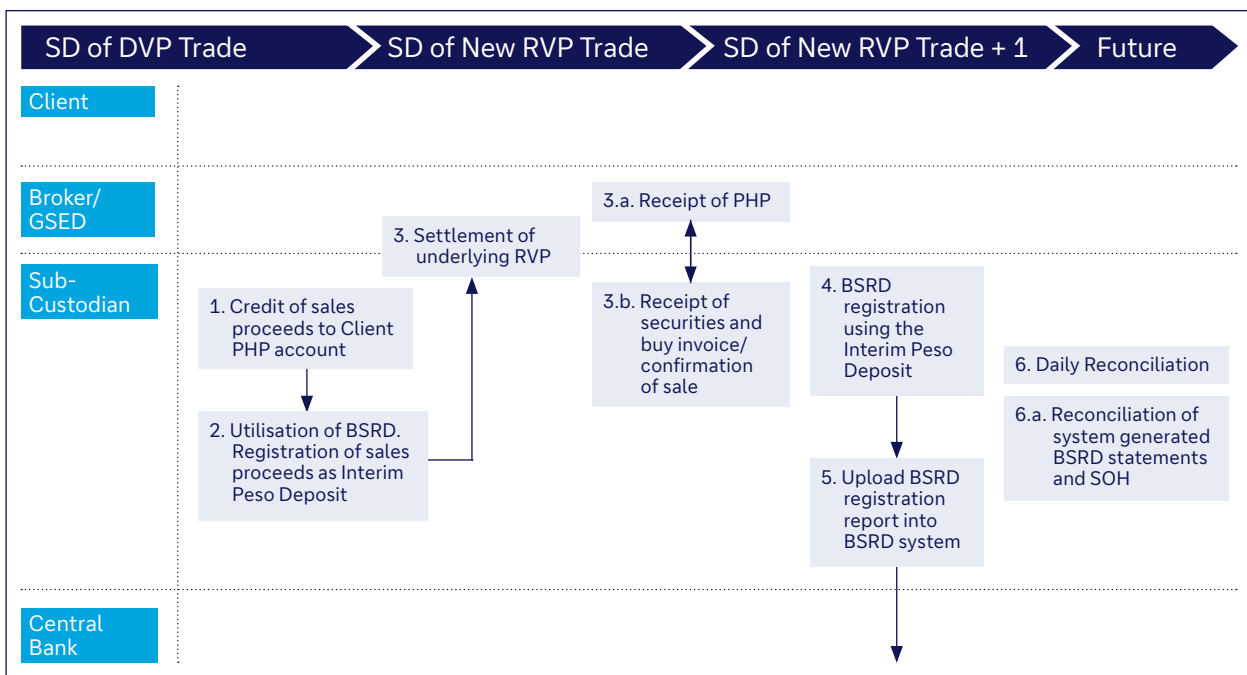 SD of DVP Trade
SD of New RVP Trade
SD of New RVP Trade + 1
Future
Client
Broker/
GSED
3.a. Receipt of PHP
3. Settlement of
underlying RVP
Sub-
Custodian
1. Credit of sales
proceeds to Client
PHP account
2. Utilisation of BSRD.
Registration of sales
proceeds as Interim
Peso Deposit
3.b. Receipt of
securities and
buy invoice/
confirmation
of sale
4. BSRD
registration
using the
Interim Peso
Deposit
5. Upload BSRD
registration
report into
BSRD system
6. Daily Reconciliation
6.a. Reconciliation of
system generated
BSRD statements
and SOH
Central
Bank